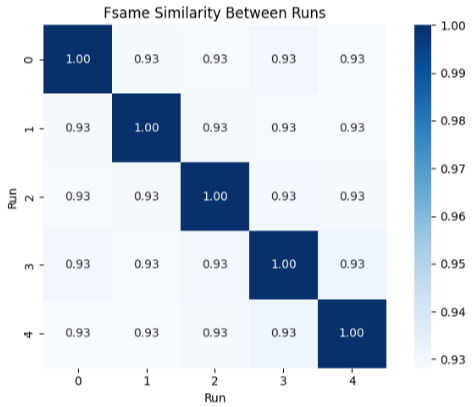 Fsame Similarity Between Runs
0 1.00 0.93 0.93 0.93 0.93
1 0.93 1.00 0.93 0.93 0.93
2 0.93 0.93 1.00 0.93 0.93
3 0.93 0.93 0.93 1.00 0.93
4 0.93 0.93 0.93 0.93 1.00
0 1 2 3 4
Run
Run
1.00
0.99
0.98
0.97
0.96
0.95
0.94
0.93